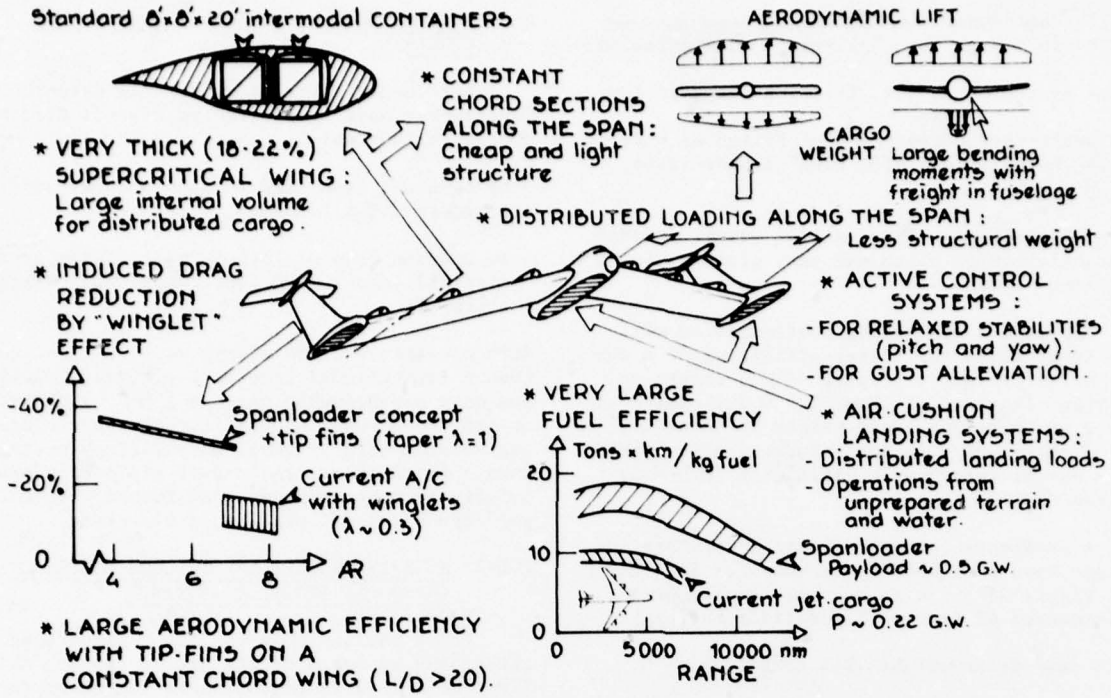 Standard 8'x8'x20' intermodal CONTAINERS
AERODYNAMIC LIFT
* CONSTANT
CHORD SECTIONS
ALONG THE SPAN:
Cheap and light
structure
CARGO
WEIGHT
Large bending
moments with
freight in fuselage
* VERY THICK (18-22%)
SUPERCRITICAL WING:
Large internal volume
for distributed cargo.
* DISTRIBUTED LOADING ALONG THE SPAN:
Less structural weight
* INDUCED DRAG
REDUCTION
BY "WINGLET"
EFFECT
* ACTIVE CONTROL
SYSTEMS:
-FOR RELAXED STABILITIES
(pitch and yaw)
-FOR GUST ALLEVIATION.
-40%
-20%
0
4
6
8
AR
Spanloader concept
+tip fins (taper λ=1)
Current A/C
with winglets
(λ~0.3)
* VERY LARGE
FUEL EFFICIENCY
Tons x km/kg fuel
20
10
0
0
5000
10000 nm
RANGE
Spanloader
Payload ~0.5 G.W.
Current jet.cargo
P~0.22 G.W.
* AIR.CUSHION
LANDING SYSTEMS:
Distributed landing loads
- Operations from
unprepared terrain
and water.
* LARGE AERODYNAMIC EFFICIENCY
WITH TIP-FINS ON A
CONSTANT CHORD WING (L/D >20).